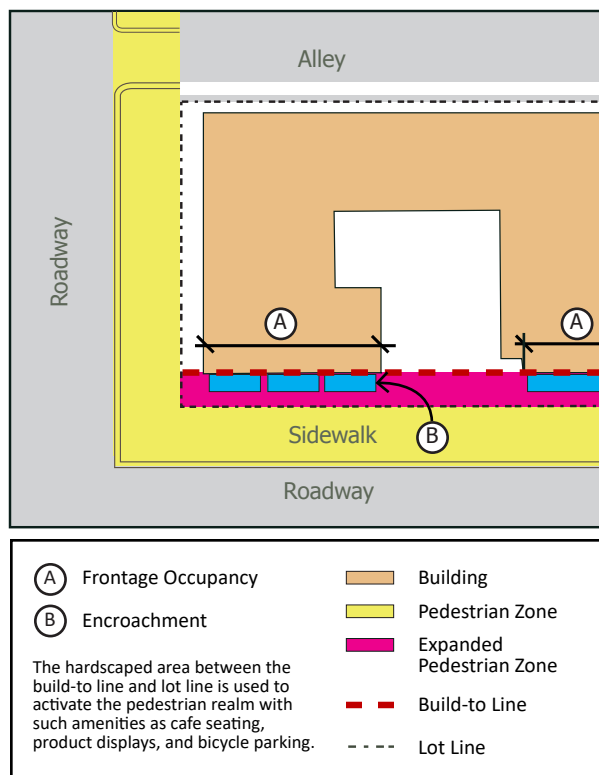 Alley
Roadway
A
A
B
Sidewalk
Roadway
A Frontage Occupancy
B Encroachment
The hardscaped area between the
build-to line and lot line is used to
activate the pedestrian realm with
such amenities as cafe seating,
product displays, and bicycle parking.
Building
Pedestrian Zone
Expanded
Pedestrian Zone
Build-to Line
Lot Line